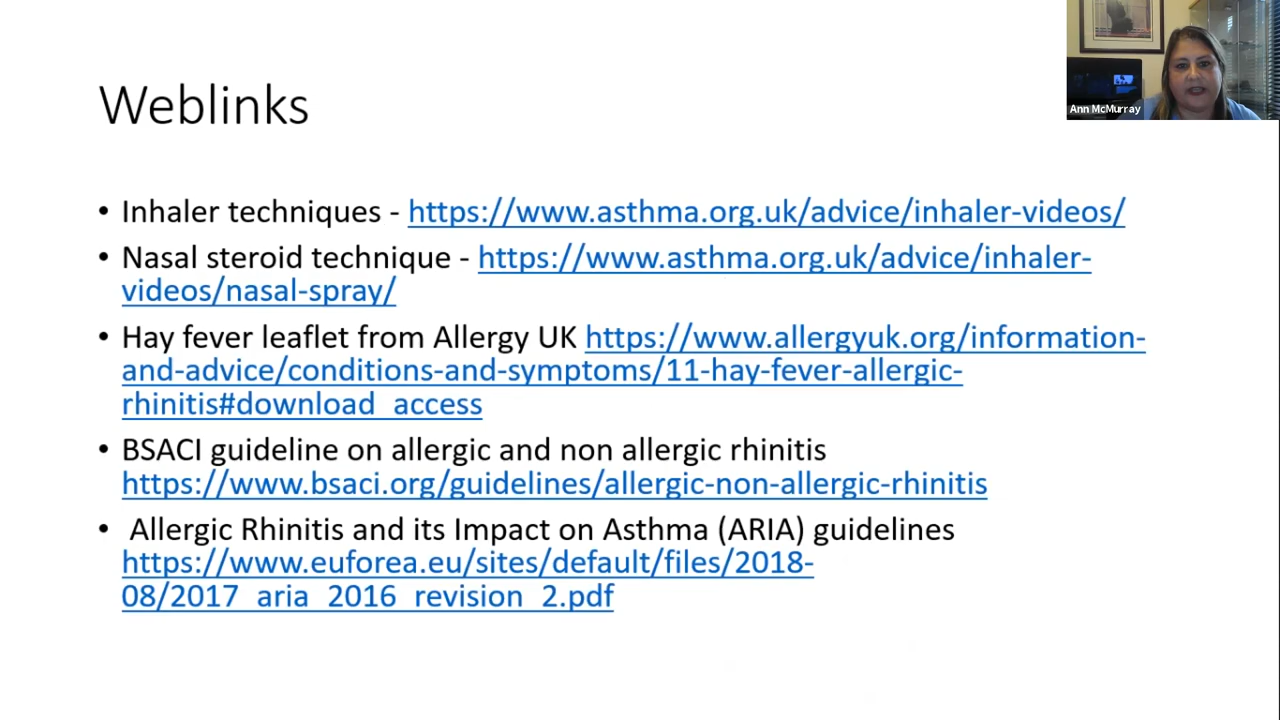 Weblinks
Ann McMurray
• Inhaler techniques - https://www.asthma.org.uk/advice/inhaler-videos/
• Nasal steroid technique - https://www.asthma.org.uk/advice/inhaler-
videos/nasal-spray/
• Hay fever leaflet from Allergy UK https://www.allergyuk.org/information-
and-advice/conditions-and-symptoms/11-hay-fever-allergic-
rhinitis#download_access
• BSACI guideline on allergic and non allergic rhinitis
https://www.bsaci.org/guidelines/allergic-non-allergic-rhinitis
• Allergic Rhinitis and its Impact on Asthma (ARIA) guidelines
https://www.euforea.eu/sites/default/files/2018-
08/2017_aria_2016_revision_2.pdf